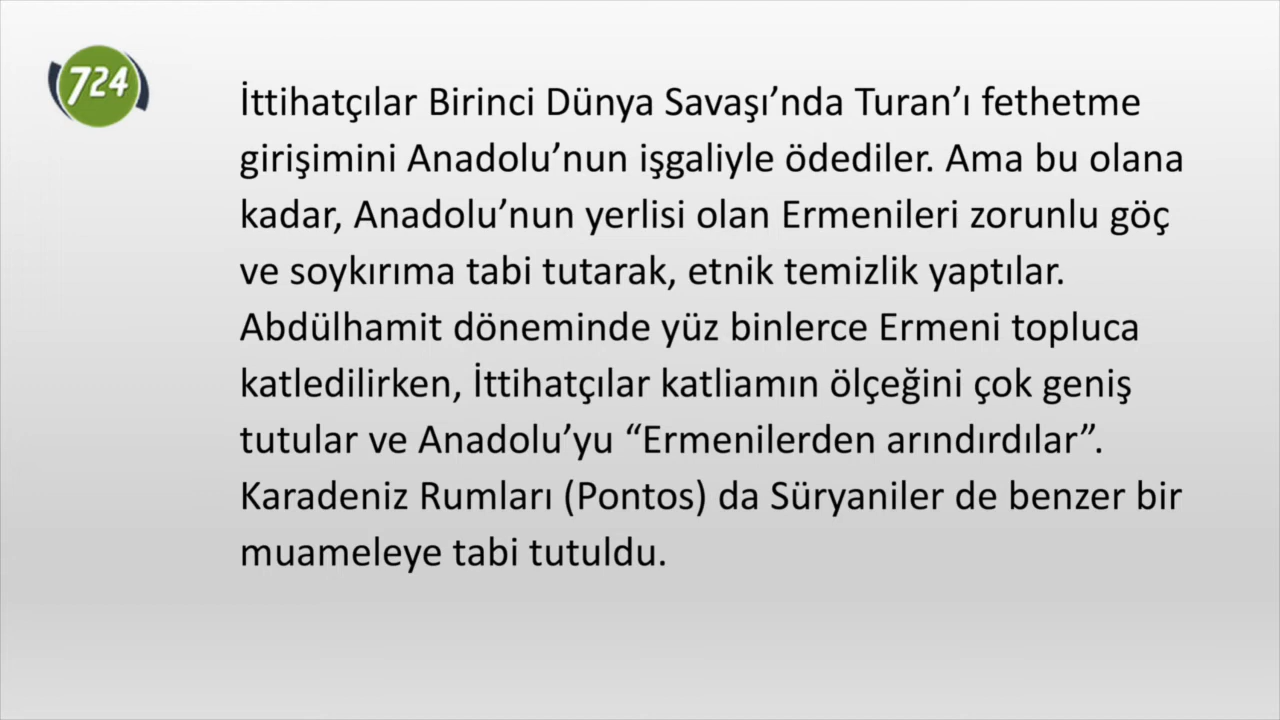 724
İttihatçılar Birinci Dünya Savaşı’nda Turan’ı fethetme
girişimini Anadolu’nun işgaliyle ödediler. Ama bu olana
kadar, Anadolu’nun yerlisi olan Ermenileri zorunlu göç
ve soykırıma tabi tutarak, etnik temizlik yaptılar.
Abdülhamit döneminde yüz binlerce Ermeni topluca
katledilirken, İttihatçılar katliamın ölçeğini çok geniş
tutular ve Anadolu’yu “Ermenilerden arındırdılar”.
Karadeniz Rumları (Pontos) da Süryaniler de benzer bir
muameleye tabi tutuldu.